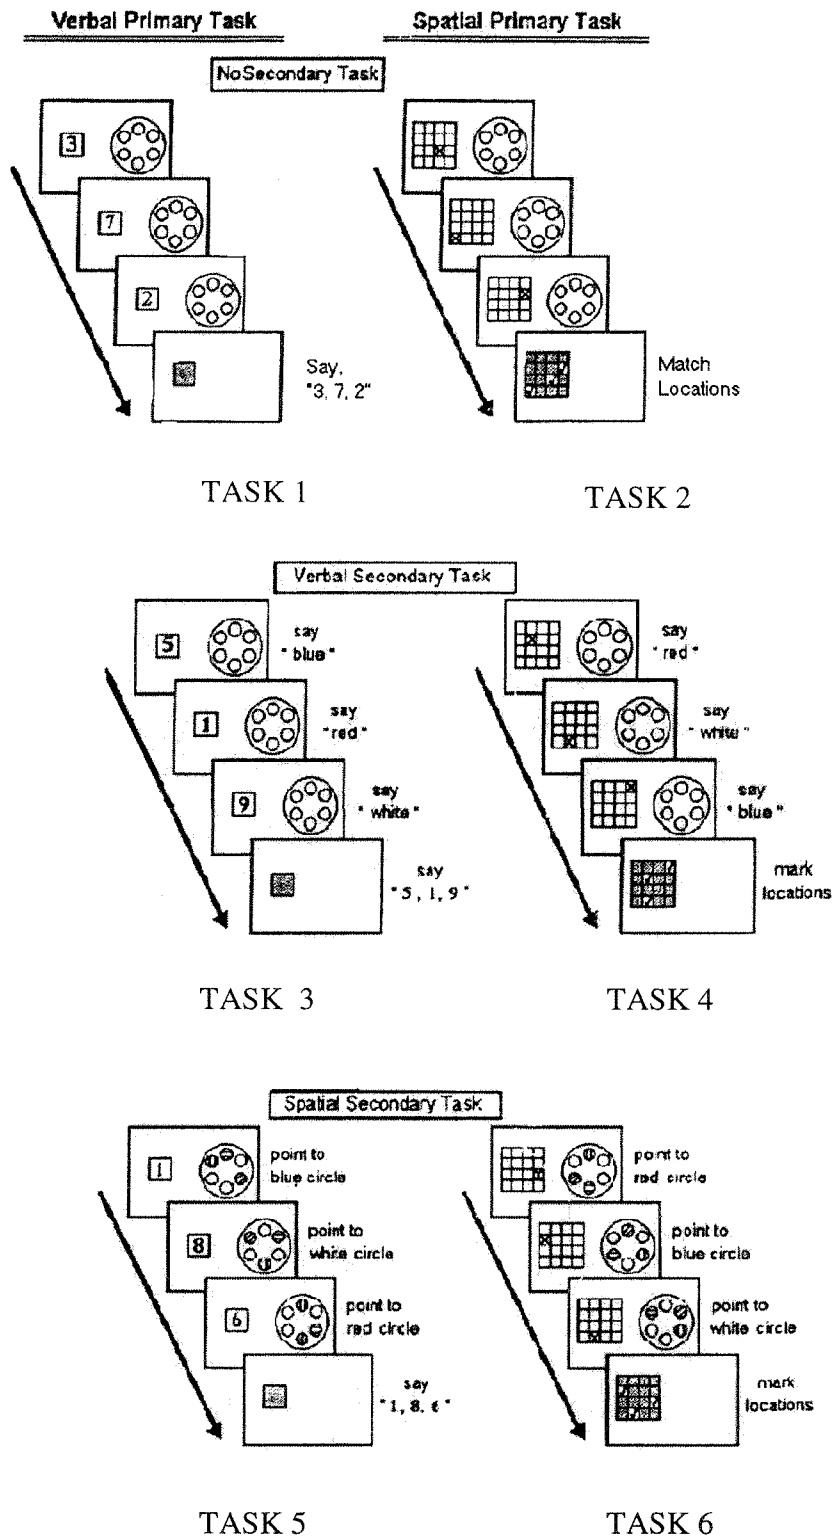 Verbal Primary Task
Spatial Primary Task
NoSecondary Task
3
7
2
Say,
"3, 7, 2"
Match
Locations
TASK 1
TASK 2
Verbal Secondary Task
5
say
"blue"
1
say
"red"
9
say
"white"
say
"5, 1, 9"
say
"red"
say
"white"
say
"blue"
mark
locations
TASK 3
TASK 4
Spatial Secondary Task
1
point to
blue circle
8
point to
white circle
6
point to
red circle
say
"1, 8, 6"
point to
red circle
point to
blue circle
point to
white circle
mark
locations
TASK 5
TASK 6